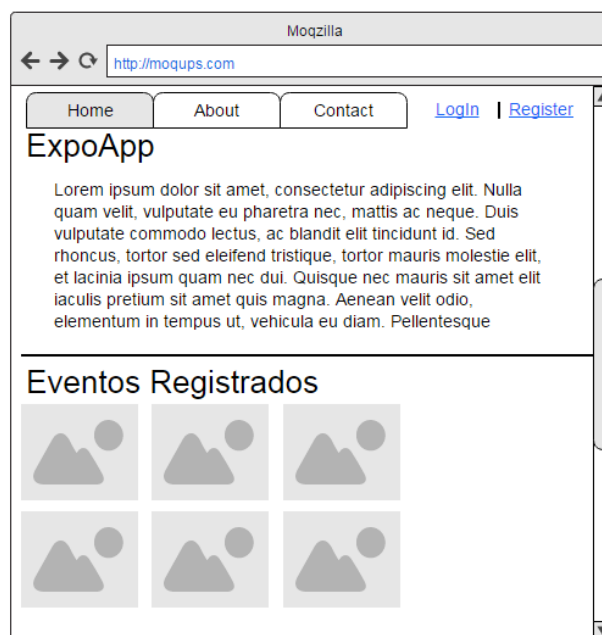 Moqzilla
http://moqups.com
Home About Contact LogIn Register
ExpoApp
Lorem ipsum dolor sit amet, consectetur adipiscing elit. Nulla
quam velit, vulputate eu pharetra nec, mattis ac neque. Duis
vulputate commodo lectus, ac blandit elit tincidunt id. Sed
rhoncus, tortor sed eleifend tristique, tortor mauris molestie elit,
et lacinia ipsum quam nec dui. Quisque nec mauris sit amet elit
iaculis pretium sit amet quis magna. Aenean velit odio,
elementum in tempus ut, vehicula eu diam. Pellentesque
Eventos Registrados